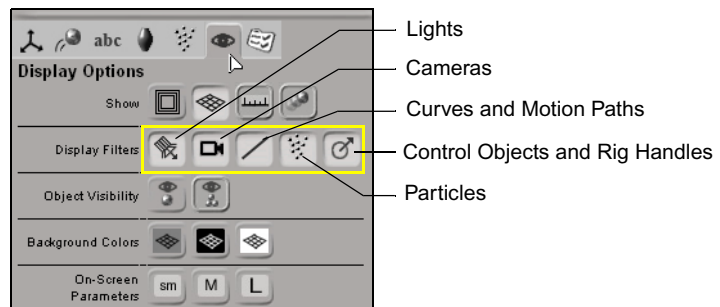 abc
Display Options
Show
Display Filters
Object Visibility
Background Colors
On-Screen
Parameters
sm M L
Lights
Cameras
Curves and Motion Paths
Control Objects and Rig Handles
Particles